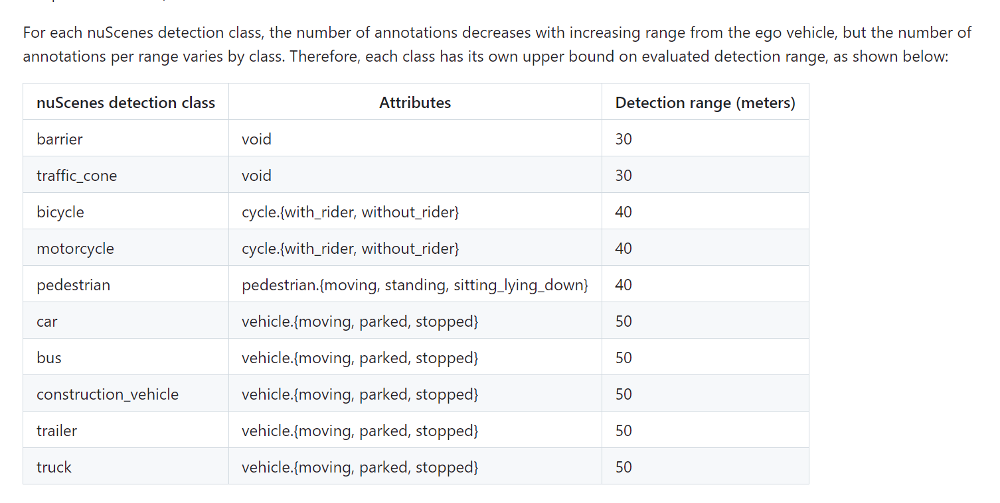 For each nuScenes detection class, the number of annotations decreases with increasing range from the ego vehicle, but the number of
annotations per range varies by class. Therefore, each class has its own upper bound on evaluated detection range, as shown below:
nuScenes detection class Attributes Detection range (meters)
barrier void 30
traffic_cone void 30
bicycle cycle.{with_rider, without_rider} 40
motorcycle cycle.{with_rider, without_rider} 40
pedestrian pedestrian.{moving, standing, sitting_lying_down} 40
car vehicle.{moving, parked, stopped} 50
bus vehicle.{moving, parked, stopped} 50
construction_vehicle vehicle.{moving, parked, stopped} 50
trailer vehicle.{moving, parked, stopped} 50
truck vehicle.{moving, parked, stopped} 50